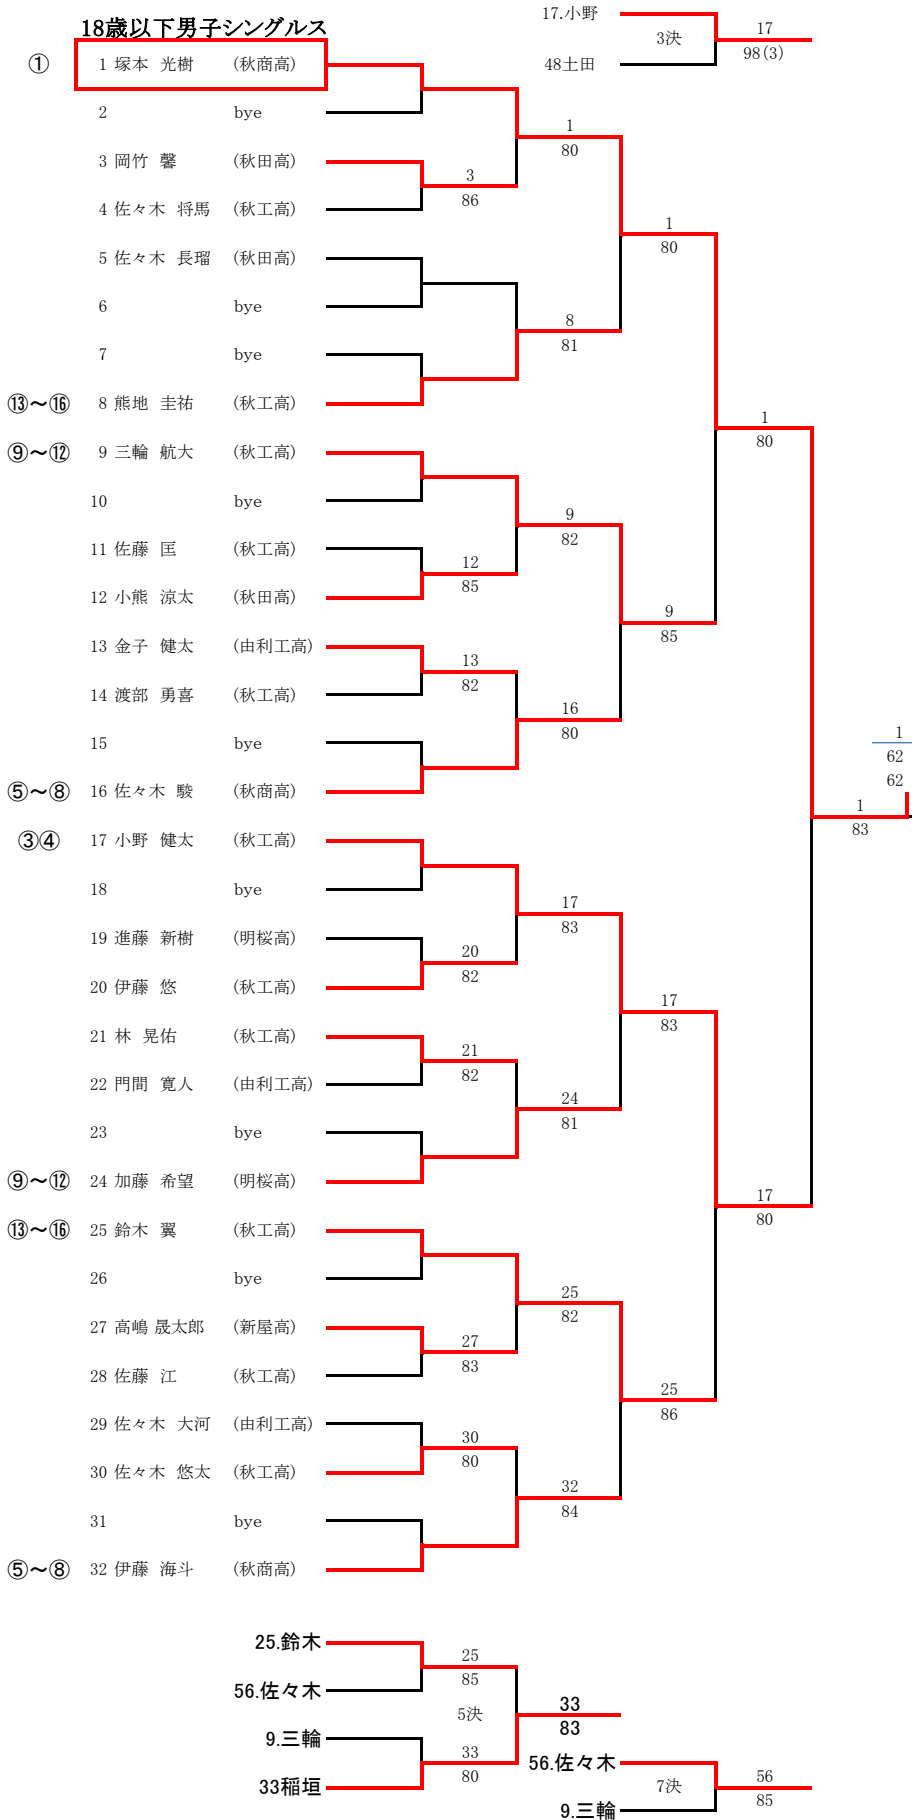 18歳以下男子シングルス
17.小野
3決
17
98(3)
48土田
① 1 塚本 光樹 (秋商高)
2 bye
1
80
3 岡竹 馨 (秋田高)
3
86
4 佐々木 将馬 (秋工高)
1
80
5 佐々木 長瑠 (秋田高)
6 bye
8
81
7 bye
⑬～⑯ 8 熊地 圭祐 (秋工高)
1
80
⑨～⑫ 9 三輪 航大 (秋工高)
10 bye
9
82
11 佐藤 匡 (秋工高)
12
85
12 小熊 涼太 (秋田高)
9
85
13 金子 健太 (由利工高)
13
82
14 渡部 勇喜 (秋工高)
16
80
15 bye
⑤～⑧ 16 佐々木 駿 (秋商高)
1
62
62
1
83
③④ 17 小野 健太 (秋工高)
18 bye
17
83
19 進藤 新樹 (明桜高)
20
82
20 伊藤 悠 (秋工高)
17
83
21 林 晃佑 (秋工高)
21
82
22 門間 寛人 (由利工高)
24
81
23 bye
⑨～⑫ 24 加藤 希望 (明桜高)
17
80
⑬～⑯ 25 鈴木 翼 (秋工高)
26 bye
25
82
27 高嶋 晟太郎 (新屋高)
27
83
28 佐藤 江 (秋工高)
25
86
29 佐々木 大河 (由利工高)
30
80
30 佐々木 悠太 (秋工高)
32
84
31 bye
⑤～⑧ 32 伊藤 海斗 (秋商高)
25.鈴木
25
85
56.佐々木
5決
33
83
9.三輪
33
80
33稲垣
56.佐々木
7決
56
85
9.三輪